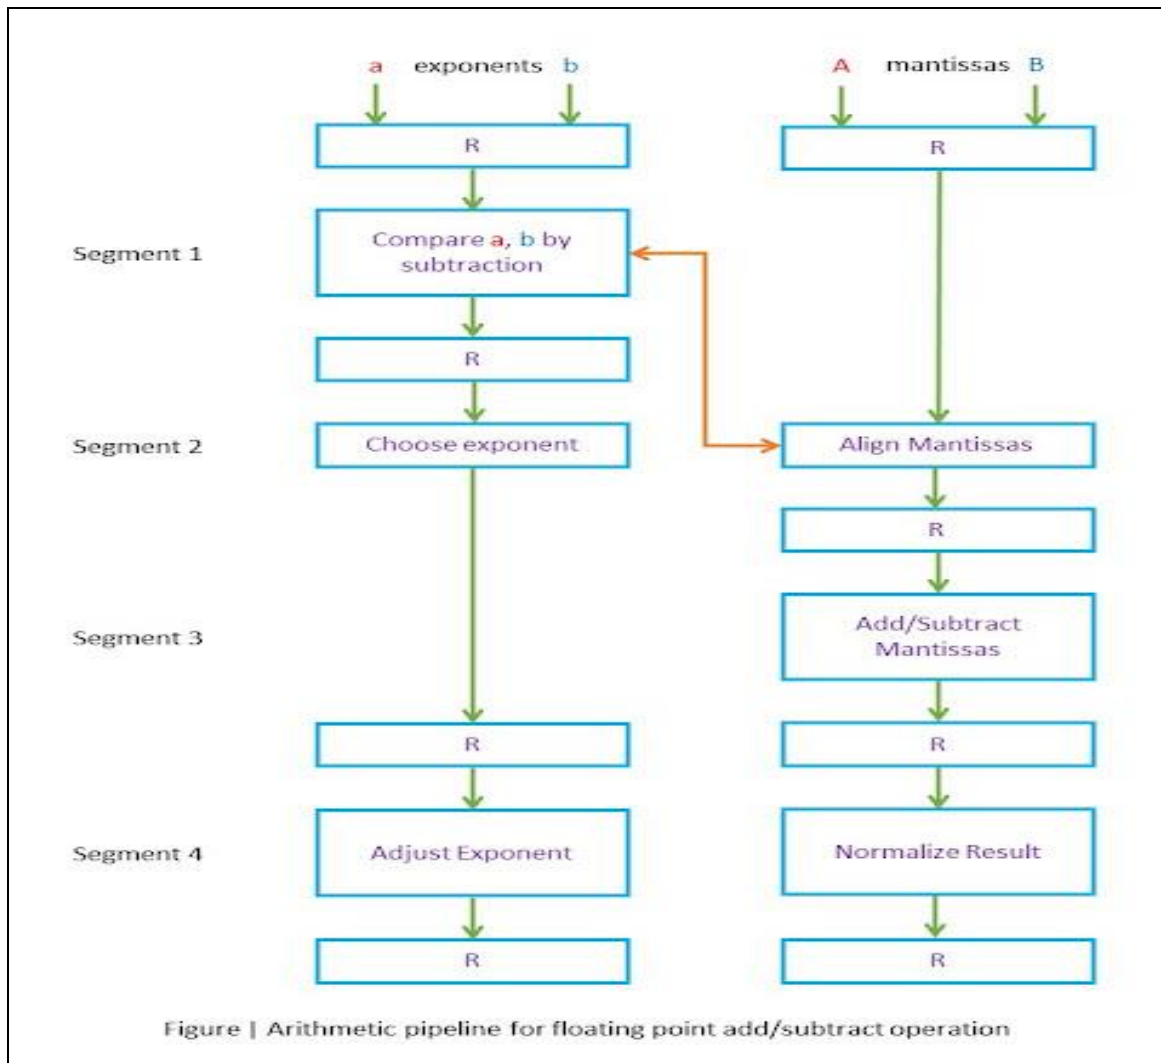 a exponents b
A mantissas B
R
R
Segment 1
Compare a, b by
subtraction
R
Segment 2
Choose exponent
Align Mantissas
R
Segment 3
Add/Subtract
Mantissas
R
R
Segment 4
Adjust Exponent
Normalize Result
R
R
Figure | Arithmetic pipeline for floating point add/subtract operation